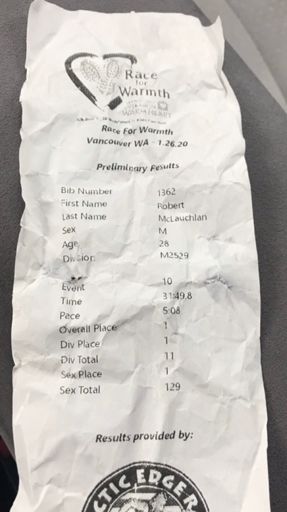 Race
for
Warmth
Race For Warmth
Vancouver WA - 1.26.20
Preliminary Results
Bib Number 1362
First Name Robert
Last Name McLauchlan
Sex M
Age 28
Division M2529
Event 10
Time 31:49.8
Pace 5:08
Overall Place 1
Div Place 1
Div Total 11
Sex Place 1
Sex Total 129
Results provided by: